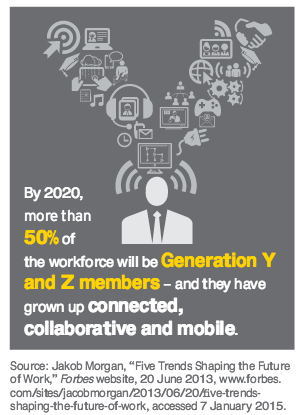 By 2020,
more than
50% of
the workforce will be Generation Y
and Z members – and they have
grown up connected,
collaborative and mobile.
Source: Jakob Morgan, “Five Trends Shaping the Future
of Work,” Forbes website, 20 June 2013, www.forbes.
com/sites/jacobmorgan/2013/06/20/five-trends-
shaping-the-future-of-work, accessed 7 January 2015.